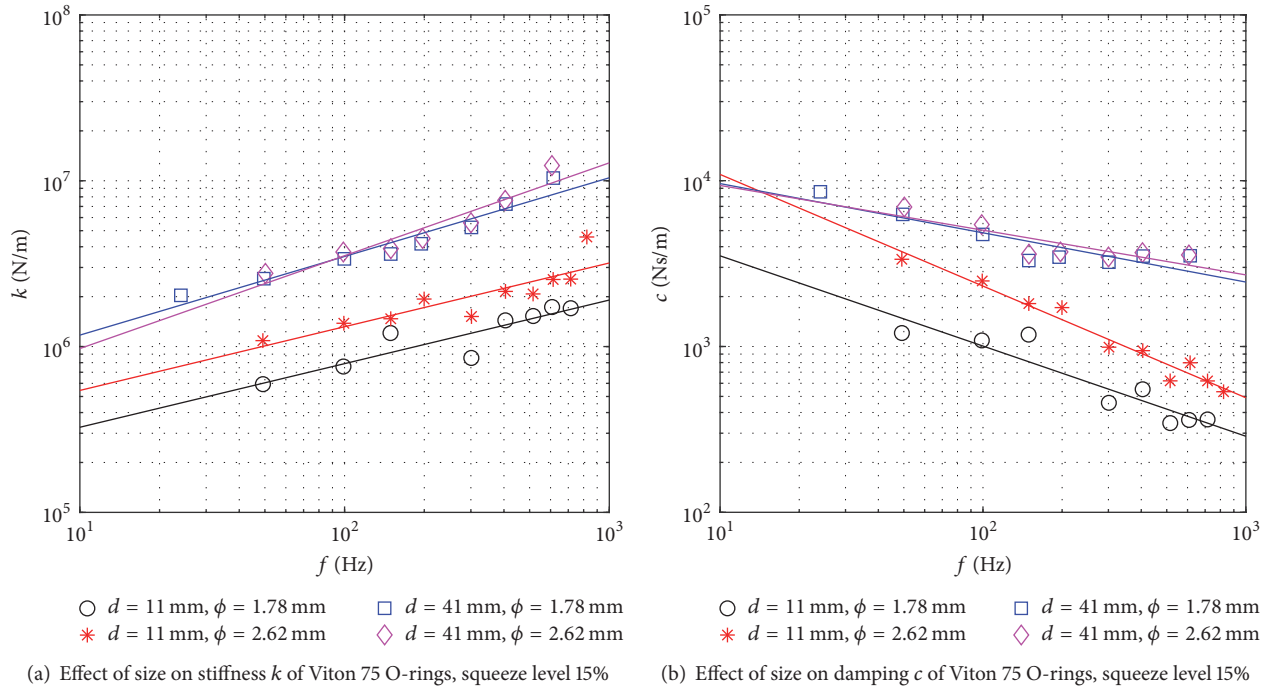 10^8
10^7
10^6
10^5
k (N/m)
10^1
10^2
10^3
f (Hz)
d = 11 mm, ϕ = 1.78 mm
d = 41 mm, ϕ = 1.78 mm
d = 11 mm, ϕ = 2.62 mm
d = 41 mm, ϕ = 2.62 mm
(a) Effect of size on stiffness k of Viton 75 O-rings, squeeze level 15%
10^5
10^4
10^3
10^2
c (Ns/m)
10^1
10^2
10^3
f (Hz)
d = 11 mm, ϕ = 1.78 mm
d = 41 mm, ϕ = 1.78 mm
d = 11 mm, ϕ = 2.62 mm
d = 41 mm, ϕ = 2.62 mm
(b) Effect of size on damping c of Viton 75 O-rings, squeeze level 15%